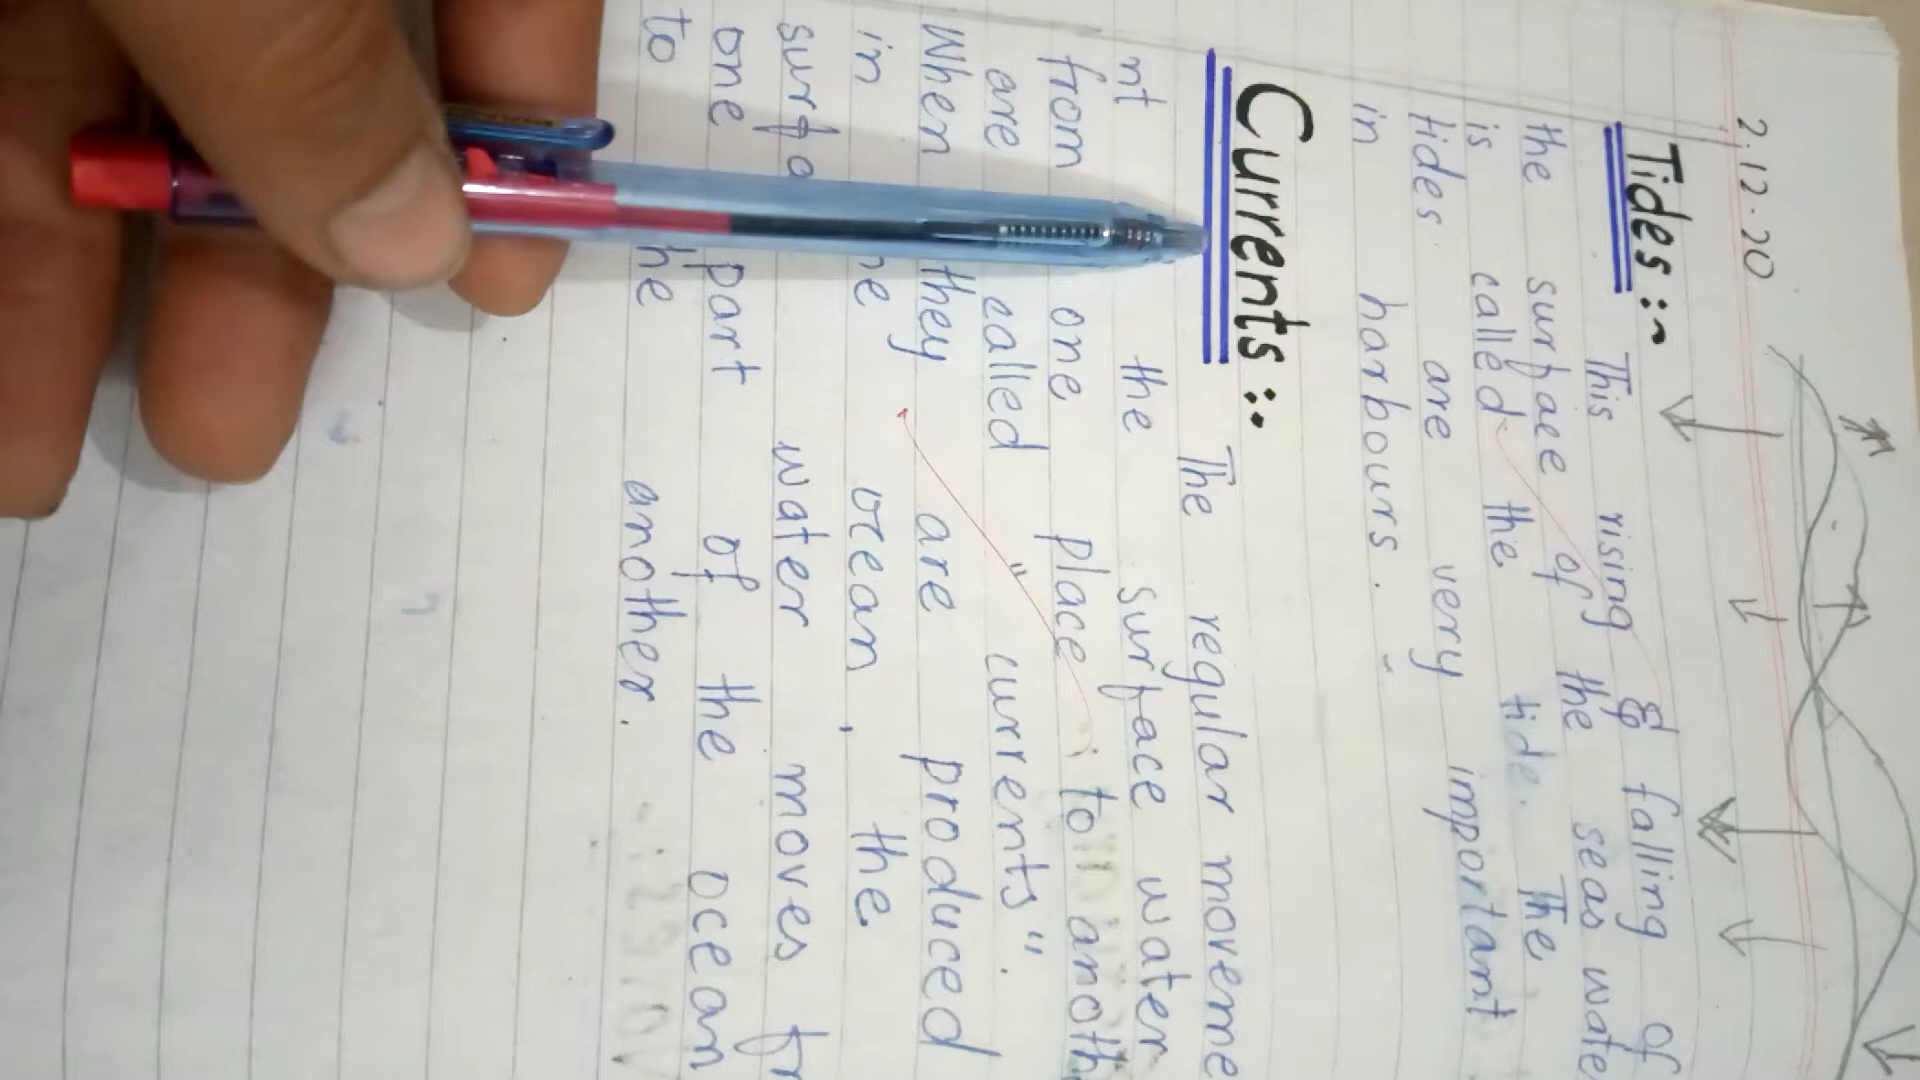 2.12.20
Tides :~
This rising & falling of
the surface of the seas wate
is called the tide. The
tides are very important
in harbours.
Currents :-
The regular moveme
nt the surface water
from one place to anoth
are called "currents".
When they are produced
in ocean, the
water moves fr
one part of the ocean
to another.